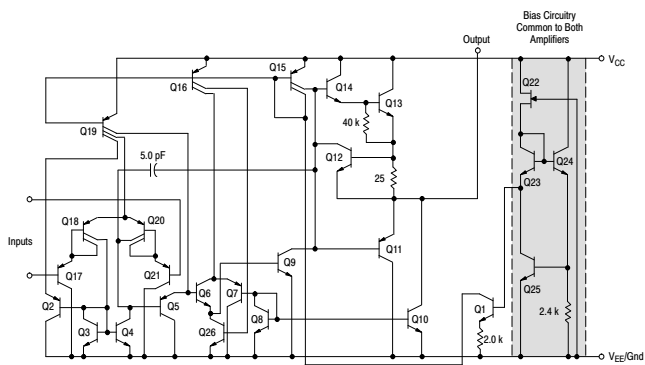 Bias Circuitry
Common to Both
Amplifiers
Output
V_CC
Q15
Q22
Q16
Q14
Q13
Q19
40 k
Q12
Q23
Q24
5.0 pF
25
Q18
Q20
Q11
Inputs
Q9
Q17
Q21
Q25
Q2
Q5
Q6
Q7
Q1
Q3
Q4
Q26
Q8
Q10
2.4 k
2.0 k
V_EE/Gnd